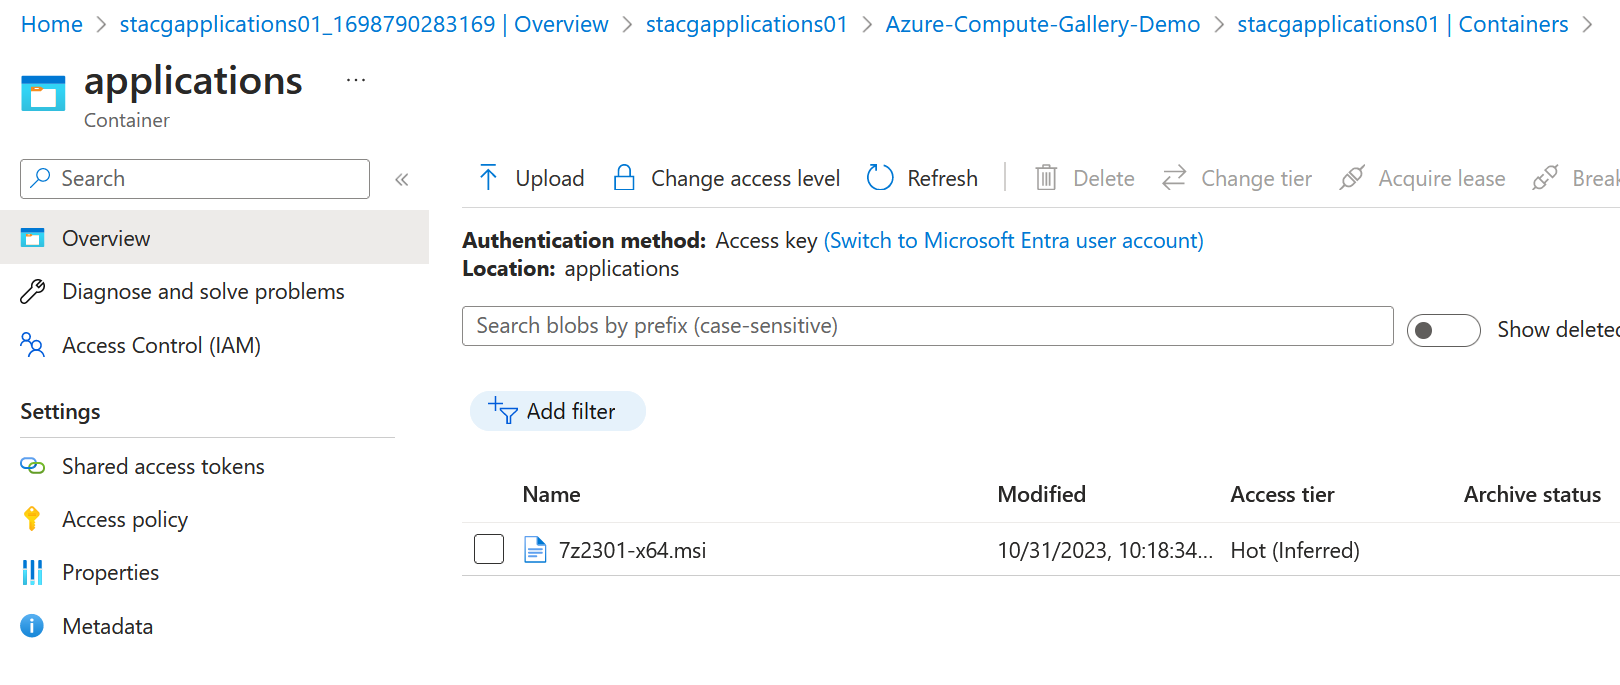 Home > stacgapplications01_1698790283169 | Overview > stacgapplications01 > Azure-Compute-Gallery-Demo > stacgapplications01 | Containers >
applications ...
Container
Search «
Upload Change access level Refresh Delete Change tier Acquire lease Break
Overview
Authentication method: Access key (Switch to Microsoft Entra user account)
Location: applications
Diagnose and solve problems
Access Control (IAM)
Search blobs by prefix (case-sensitive) Show deleted
Settings
Add filter
Shared access tokens
Access policy
Properties
Metadata
Name Modified Access tier Archive status
7z2301-x64.msi 10/31/2023, 10:18:34... Hot (Inferred)